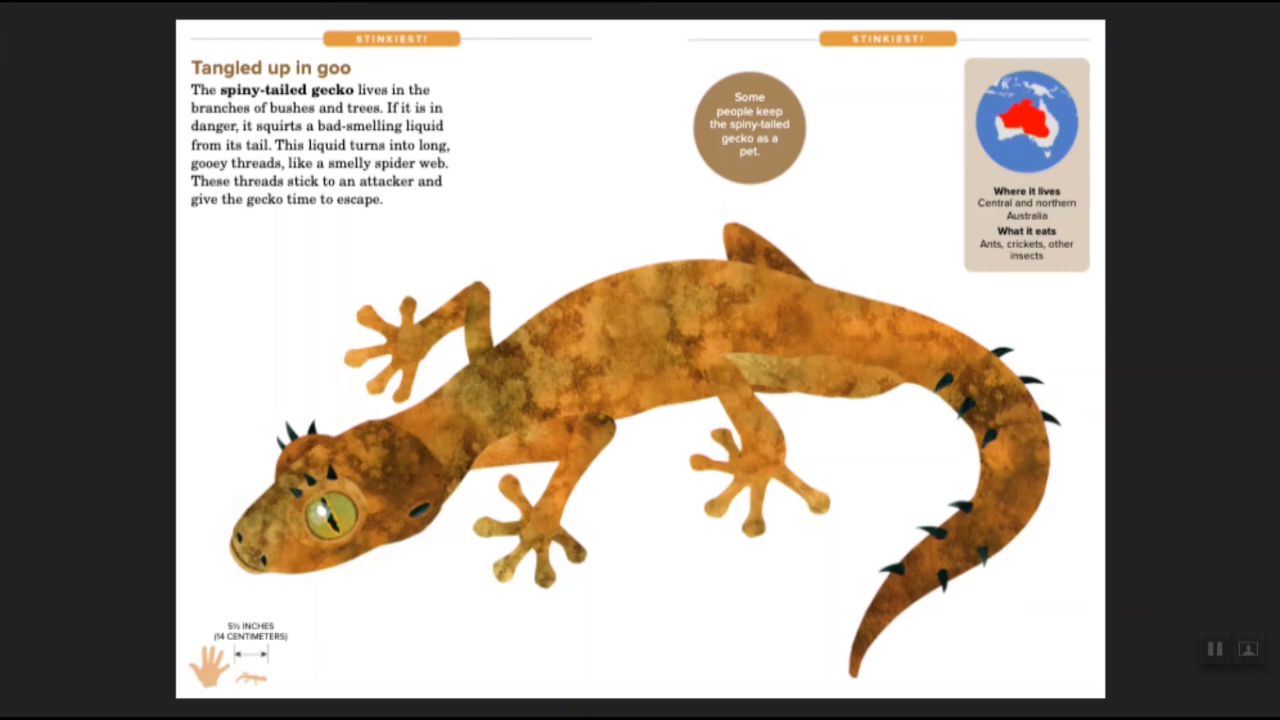 STINKIEST!
Tangled up in goo
The spiny-tailed gecko lives in the
branches of bushes and trees. If it is in
danger, it squirts a bad-smelling liquid
from its tail. This liquid turns into long,
gooey threads, like a smelly spider web.
These threads stick to an attacker and
give the gecko time to escape.
5½ INCHES
(14 CENTIMETERS)
STINKIEST!
Some
people keep
the spiny-tailed
gecko as a
pet.
Where it lives
Central and northern
Australia
What it eats
Ants, crickets, other
insects